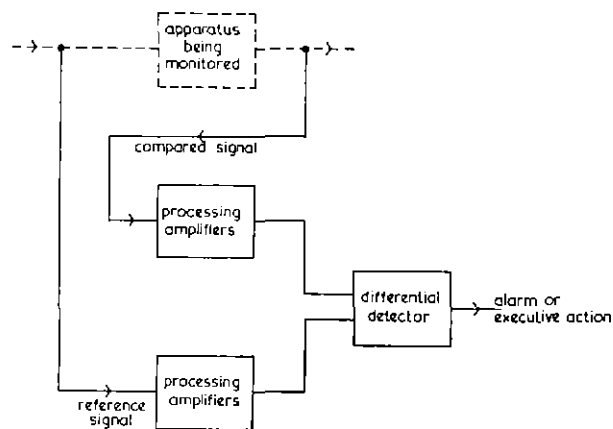 apparatus
being
monitored
compared signal
processing
amplifiers
differential
detector
alarm or
executive action
processing
amplifiers
reference
signal